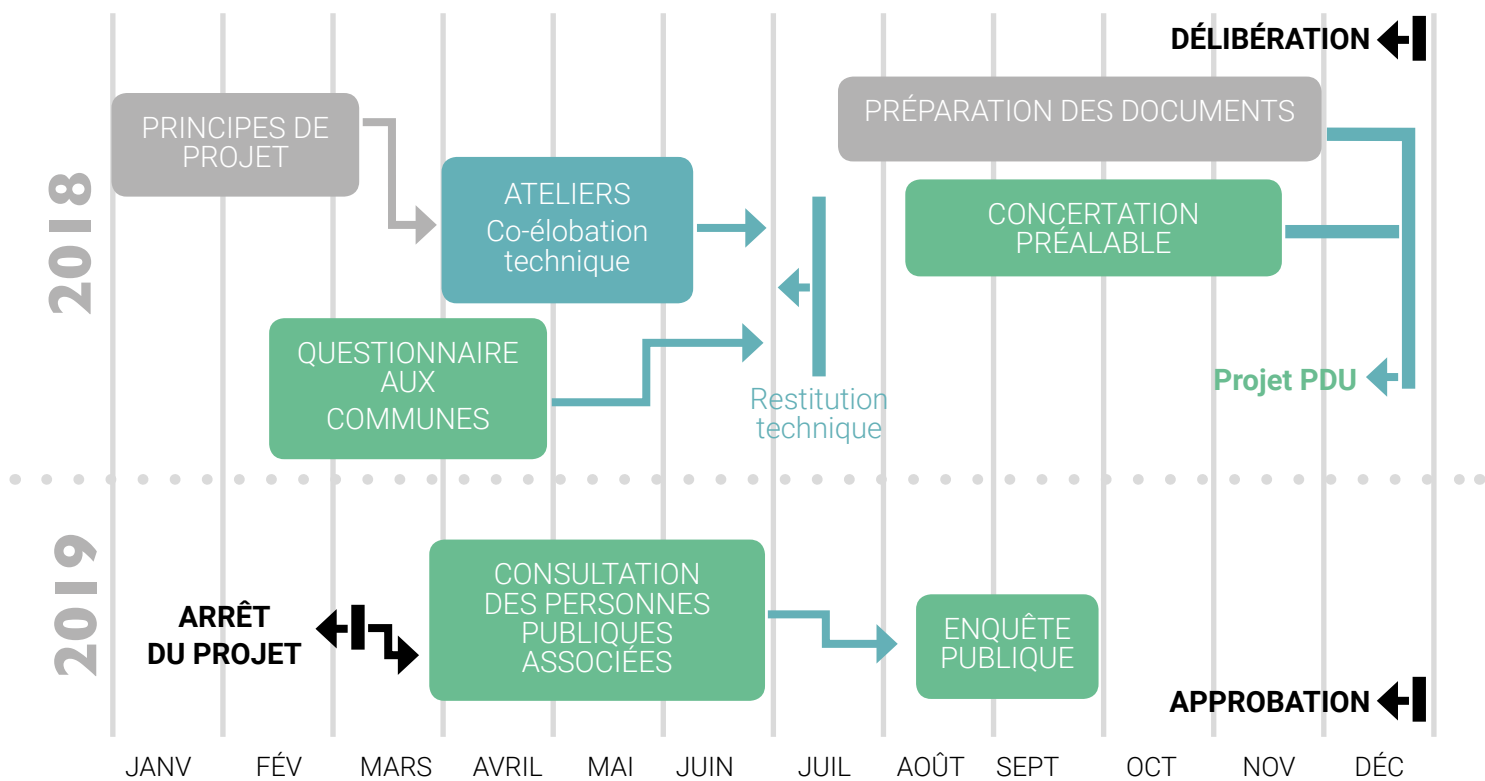 2018
DÉLIBÉRATION
PRINCIPES DE
PROJET
PRÉPARATION DES DOCUMENTS
ATELIERS
Co-élobation
technique
CONCERTATION
PRÉALABLE
QUESTIONNAIRE
AUX
COMMUNES
Restitution
technique
Projet PDU
2019
ARRÊT
DU PROJET
CONSULTATION
DES PERSONNES
PUBLIQUES
ASSOCIÉES
ENQUÊTE
PUBLIQUE
APPROBATION
JANV FÉV MARS AVRIL MAI JUIN JUIL AOÛT SEPT OCT NOV DÉC